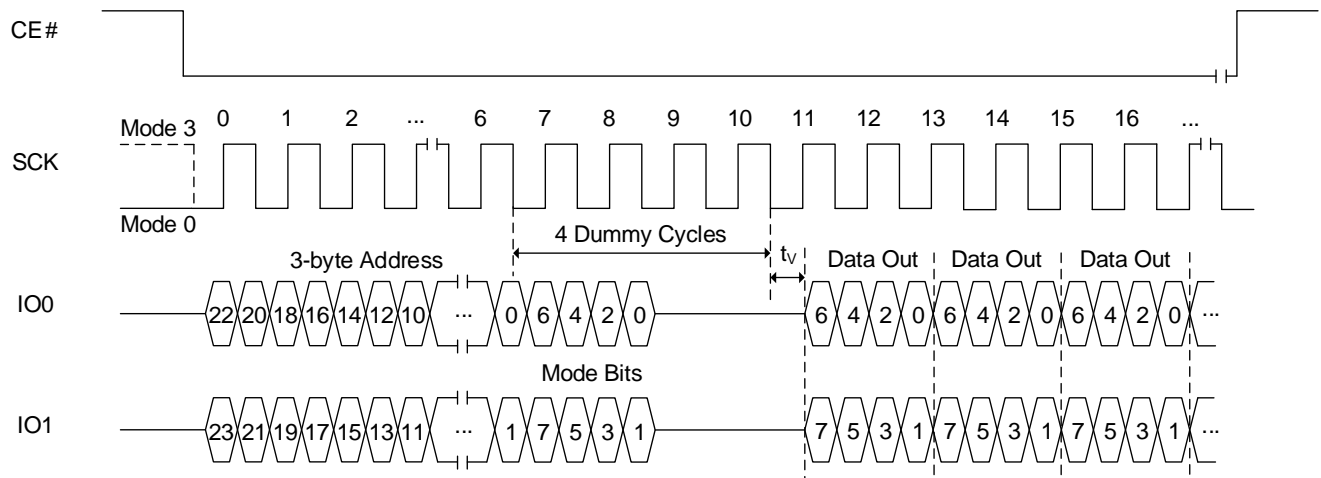 CE#
0 1 2 ... 6 7 8 9 10 11 12 13 14 15 16 ...
Mode 3
SCK
Mode 0
4 Dummy Cycles
3-byte Address tV Data Out Data Out Data Out
IO0 22 20 18 16 14 12 10 ... 0 6 4 2 0 6 4 2 0 6 4 2 0 6 4 2 0 ...
Mode Bits
IO1 23 21 19 17 15 13 11 ... 1 7 5 3 1 7 5 3 1 7 5 3 1 7 5 3 1 ...